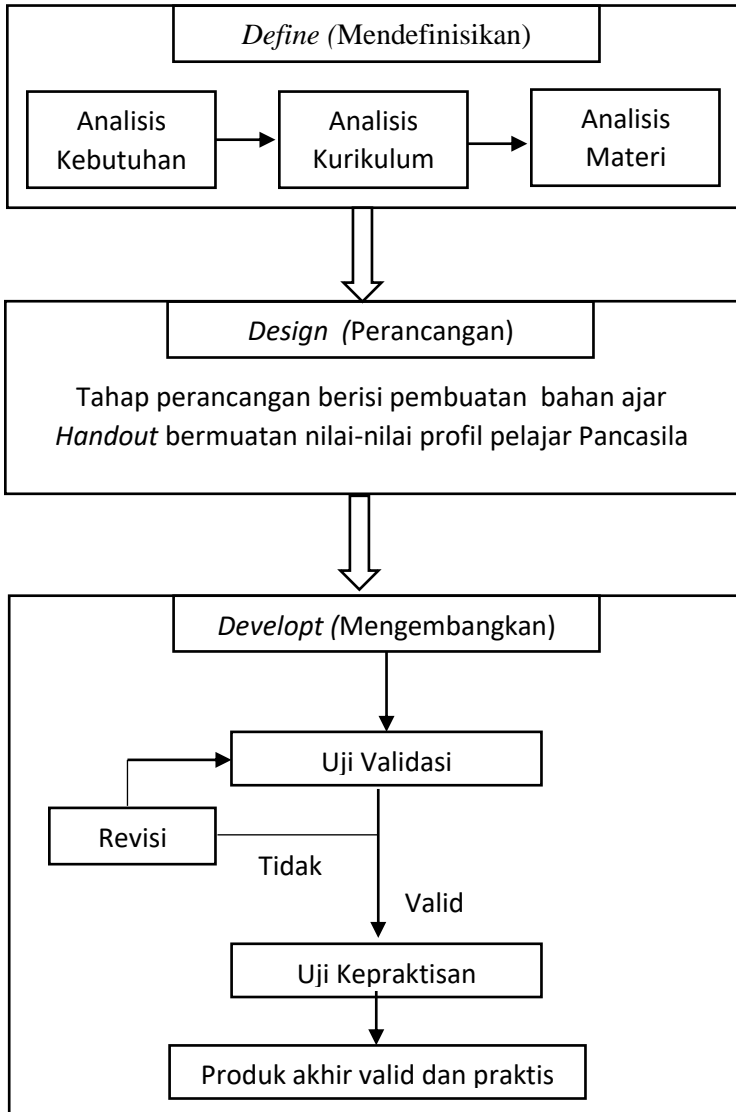 Define (Mendefinisikan)
Analisis
Kebutuhan
Analisis
Kurikulum
Analisis
Materi
Design (Perancangan)
Tahap perancangan berisi pembuatan bahan ajar
Handout bermuatan nilai-nilai profil pelajar Pancasila
Developt (Mengembangkan)
Uji Validasi
Revisi
Tidak
Valid
Uji Kepraktisan
Produk akhir valid dan praktis